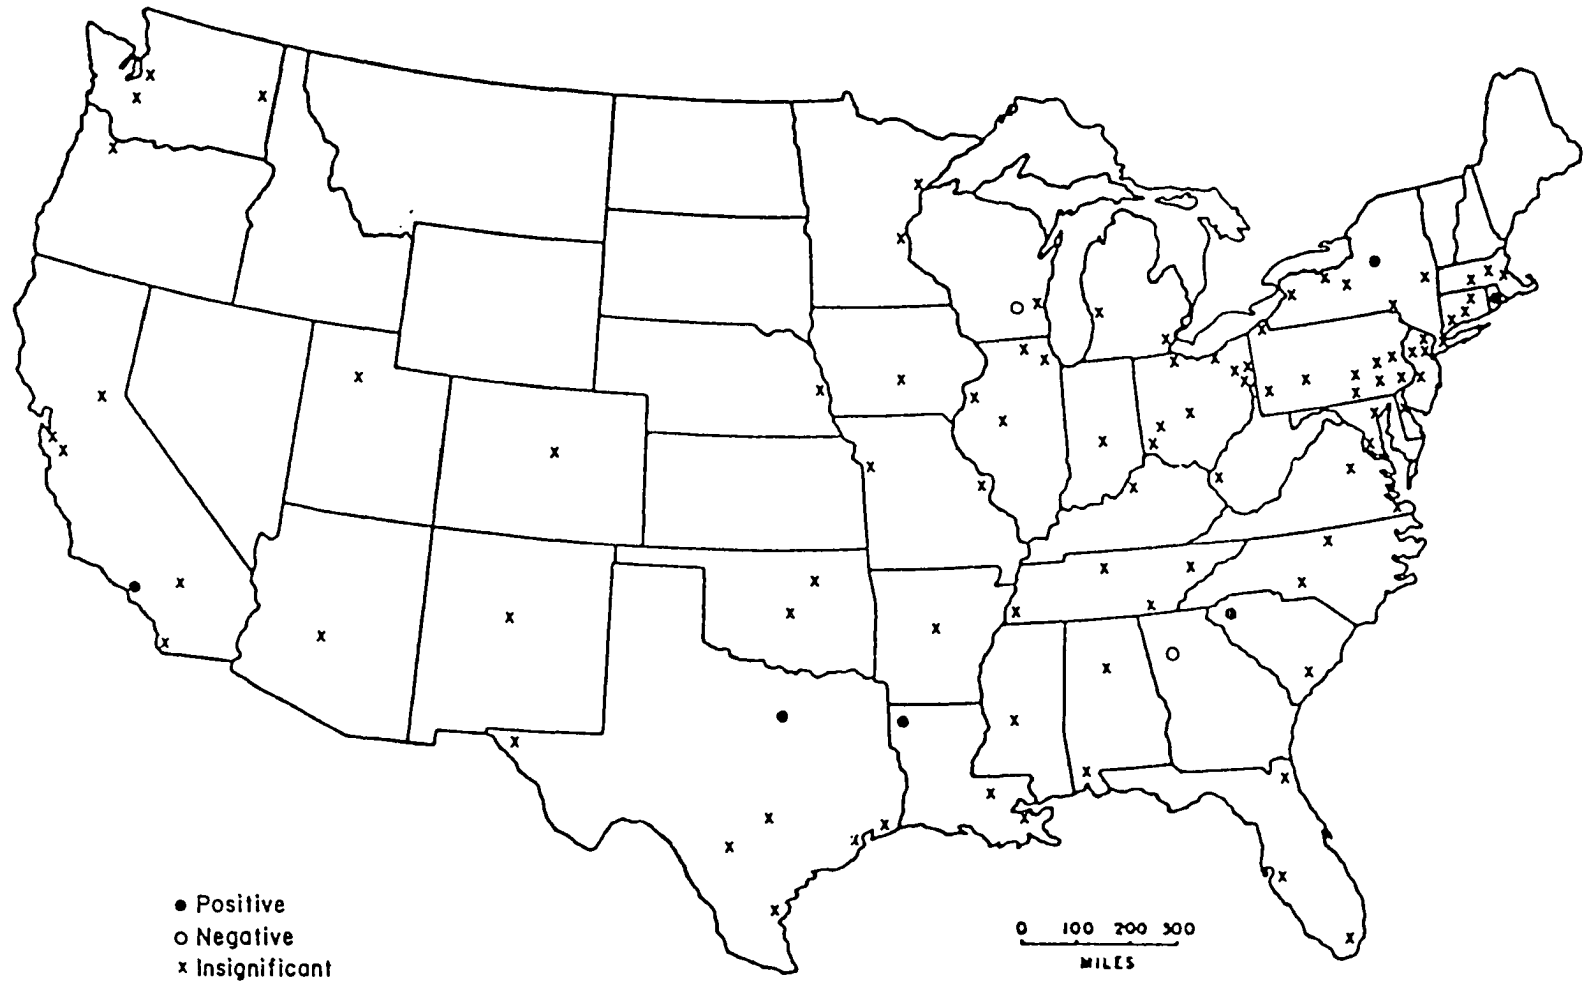 ● Positive
○ Negative
x Insignificant
0 100 200 300
MILES